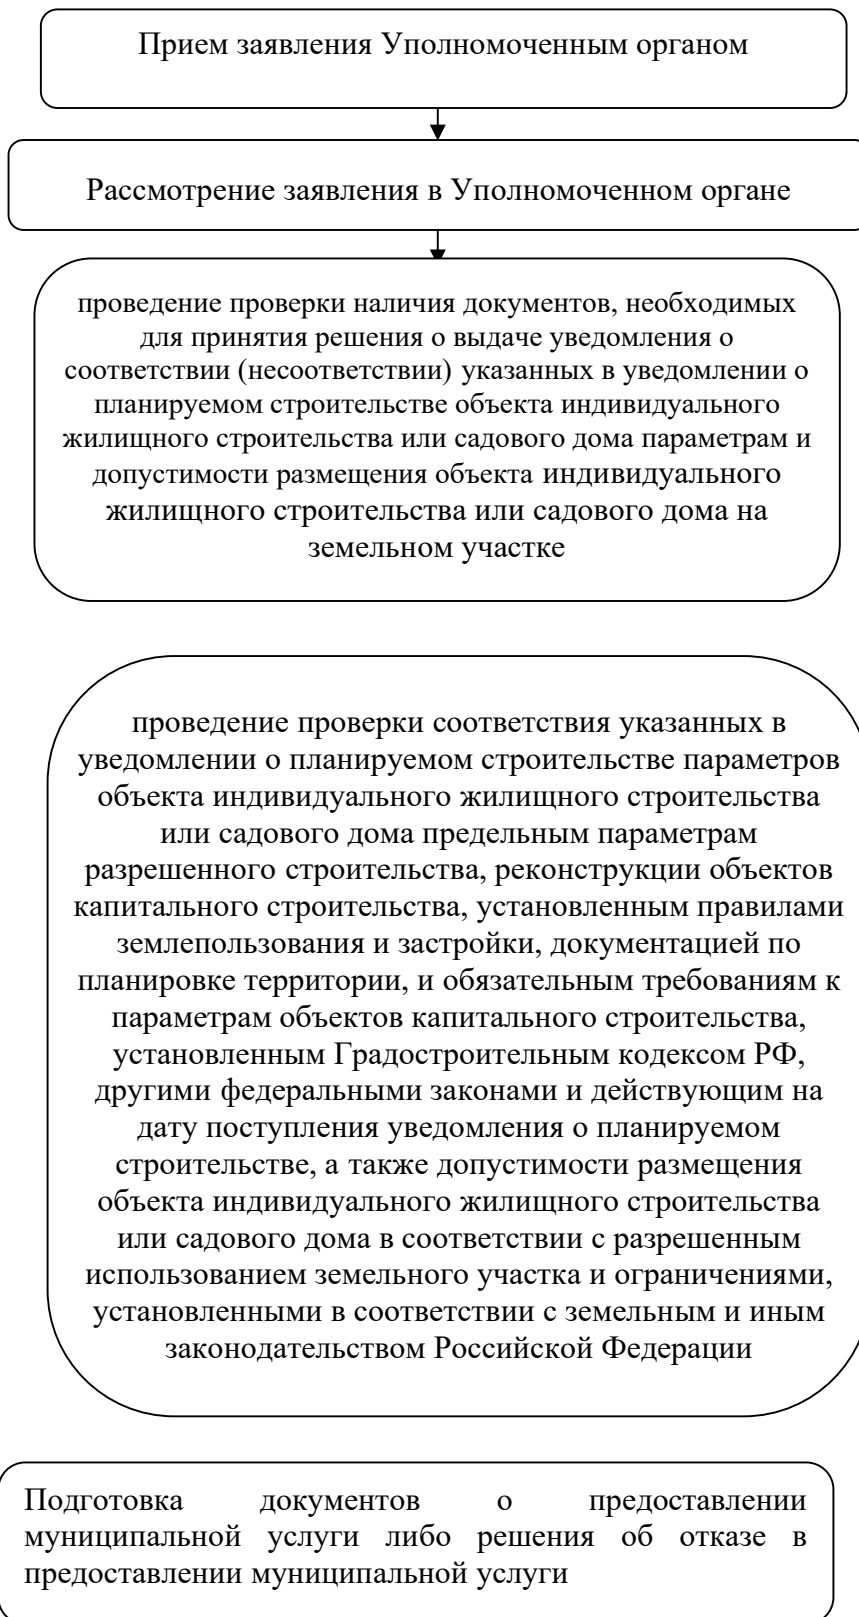 Прием заявления Уполномоченным органом
Рассмотрение заявления в Уполномоченном органе
проведение проверки наличия документов, необходимых
для принятия решения о выдаче уведомления о
соответствии (несоответствии) указанных в уведомлении о
планируемом строительстве объекта индивидуального
жилищного строительства или садового дома параметрам и
допустимости размещения объекта индивидуального
жилищного строительства или садового дома на
земельном участке
проведение проверки соответствия указанных в
уведомлении о планируемом строительстве параметров
объекта индивидуального жилищного строительства
или садового дома предельным параметрам
разрешенного строительства, реконструкции объектов
капитального строительства, установленным правилами
землепользования и застройки, документацией по
планировке территории, и обязательным требованиям к
параметрам объектов капитального строительства,
установленным Градостроительным кодексом РФ,
другими федеральными законами и действующим на
дату поступления уведомления о планируемом
строительстве, а также допустимости размещения
объекта индивидуального жилищного строительства
или садового дома в соответствии с разрешенным
использованием земельного участка и ограничениями,
установленными в соответствии с земельным и иным
законодательством Российской Федерации
Подготовка документов о предоставлении
муниципальной услуги либо решения об отказе в
предоставлении муниципальной услуги